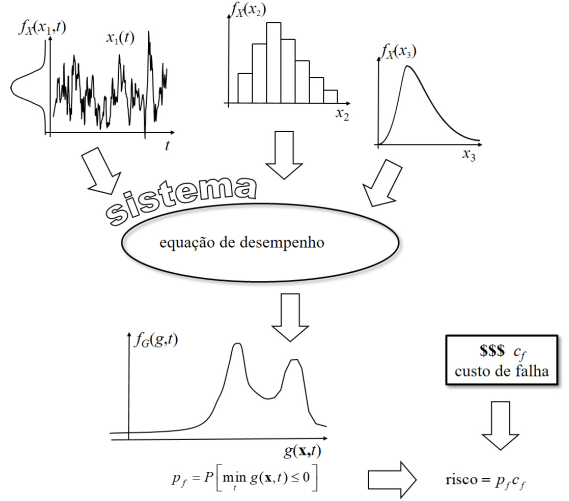 f_X(x_1,t)
x_1(t)
t
f_X(x_2)
x_2
f_X(x_3)
x_3
sistema
equação de desempenho
f_G(g,t)
g(x,t)
p_f = P[min_t g(x,t) ≤ 0]
$$$ c_f
custo de falha
risco = p_f c_f